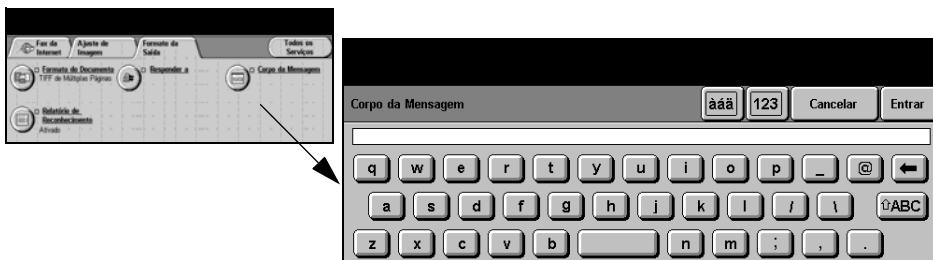 Fax da Internet
Ajuste de Imagem
Formato da Saída
Todos os Serviços
Formato do Documento
TIFF de Múltiplas Páginas
Responder a
Corpo da Mensagem
Relatório de
Reconhecimento
Ativado
Corpo da Mensagem
àáä 123 Cancelar Entrar
q w e r t y u i o p _ @ ←
a s d f g h j k l / \ ⇧ABC
z x c v b n m ; , .